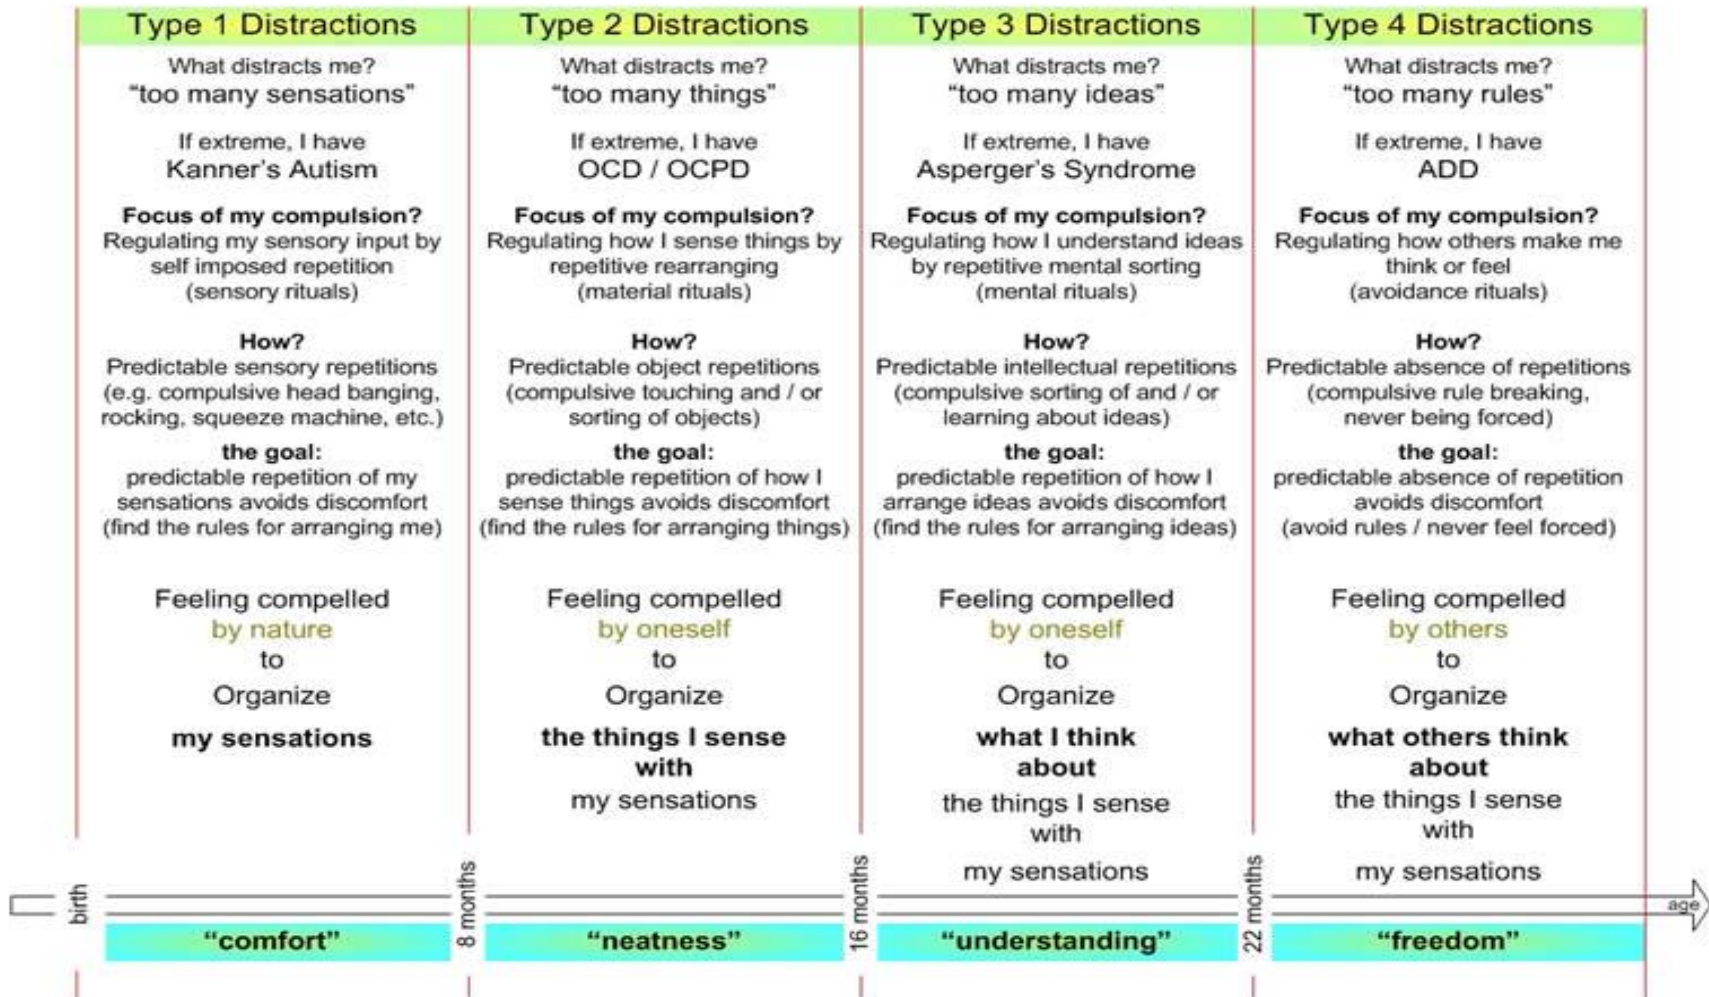 Type 1 Distractions
What distracts me?
“too many sensations”
If extreme, I have
Kanner’s Autism
Focus of my compulsion?
Regulating my sensory input by
self imposed repetition
(sensory rituals)
How?
Predictable sensory repetitions
(e.g. compulsive head banging,
rocking, squeeze machine, etc.)
the goal:
predictable repetition of my
sensations avoids discomfort
(find the rules for arranging me)
Feeling compelled
by nature
to
Organize
my sensations
Type 2 Distractions
What distracts me?
“too many things”
If extreme, I have
OCD / OCPD
Focus of my compulsion?
Regulating how I sense things by
repetitive rearranging
(material rituals)
How?
Predictable object repetitions
(compulsive touching and / or
sorting of objects)
the goal:
predictable repetition of how I
sense things avoids discomfort
(find the rules for arranging things)
Feeling compelled
by oneself
to
Organize
the things I sense
with
my sensations
Type 3 Distractions
What distracts me?
“too many ideas”
If extreme, I have
Asperger’s Syndrome
Focus of my compulsion?
Regulating how I understand ideas
by repetitive mental sorting
(mental rituals)
How?
Predictable intellectual repetitions
(compulsive sorting of and / or
learning about ideas)
the goal:
predictable repetition of how I
arrange ideas avoids discomfort
(find the rules for arranging ideas)
Feeling compelled
by oneself
to
Organize
what I think
about
the things I sense
with
my sensations
Type 4 Distractions
What distracts me?
“too many rules”
If extreme, I have
ADD
Focus of my compulsion?
Regulating how others make me
think or feel
(avoidance rituals)
How?
Predictable absence of repetitions
(compulsive rule breaking,
never being forced)
the goal:
predictable absence of repetition
avoids discomfort
(avoid rules / never feel forced)
Feeling compelled
by others
to
Organize
what others think
about
the things I sense
with
my sensations
birth
8 months
16 months
22 months
age
“comfort”
“neatness”
“understanding”
“freedom”